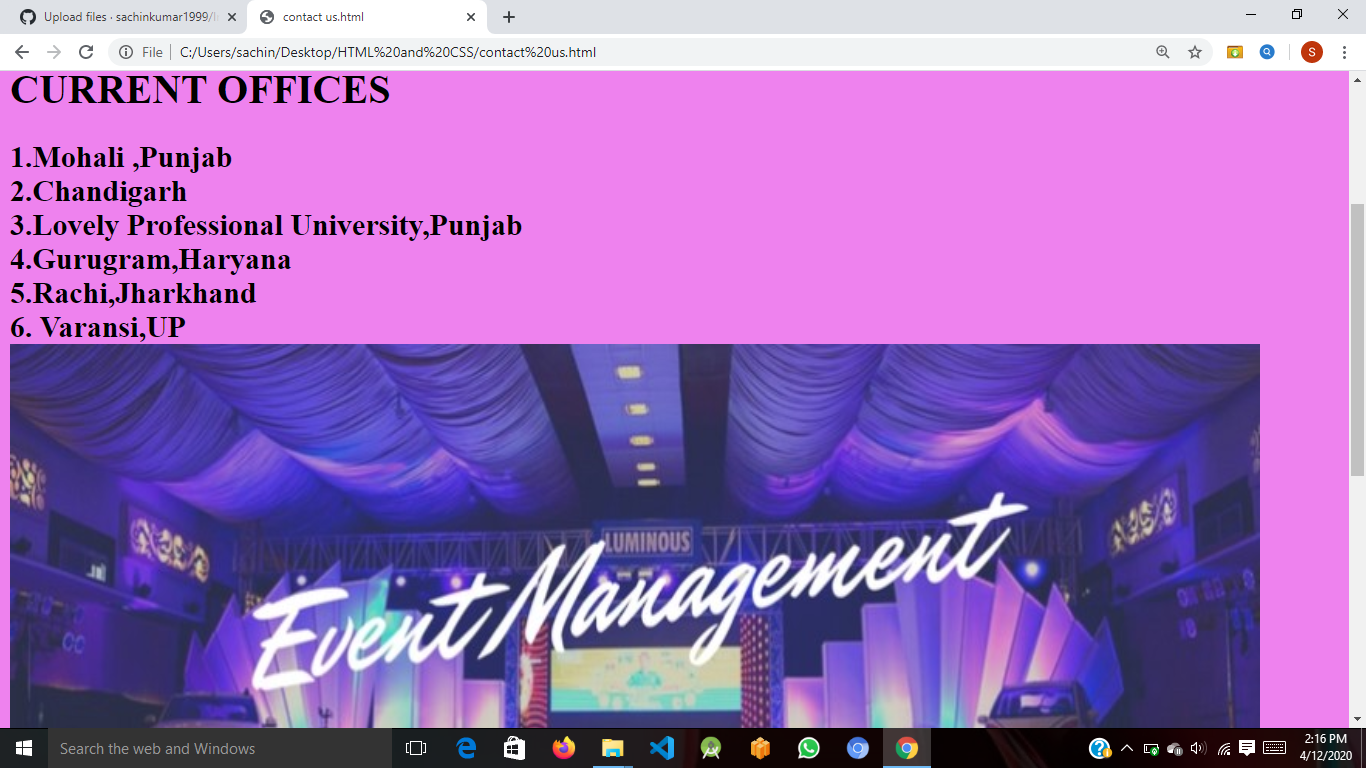 Upload files · sachinkumar1999/
contact us.html
File
C:/Users/sachin/Desktop/HTML%20and%20CSS/contact%20us.html
S
CURRENT OFFICES
1.Mohali ,Punjab
2.Chandigarh
3.Lovely Professional University,Punjab
4.Gurugram,Haryana
5.Rachi,Jharkhand
6. Varansi,UP
LUMINOUS
Event Management
Search the web and Windows
2:16 PM
4/12/2020